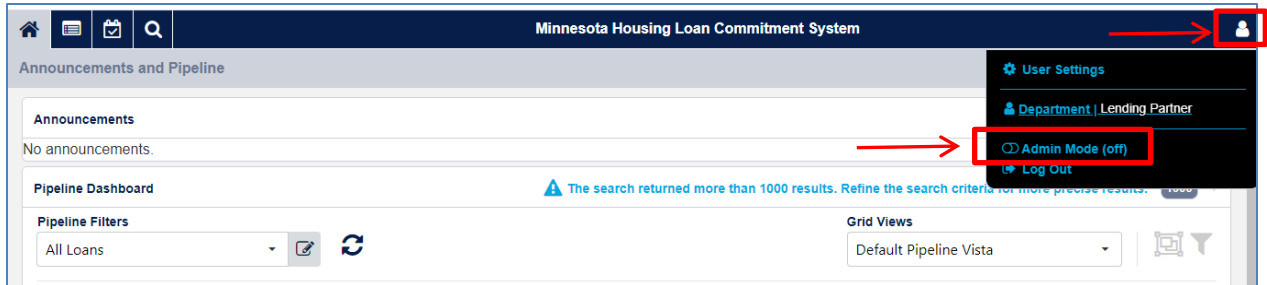 Minnesota Housing Loan Commitment System
Announcements and Pipeline
User Settings
Department | Lending Partner
Admin Mode (off)
Log Out
Announcements
No announcements.
Pipeline Dashboard
The search returned more than 1000 results. Refine the search criteria for more precise results.
Pipeline Filters
All Loans
Grid Views
Default Pipeline Vista